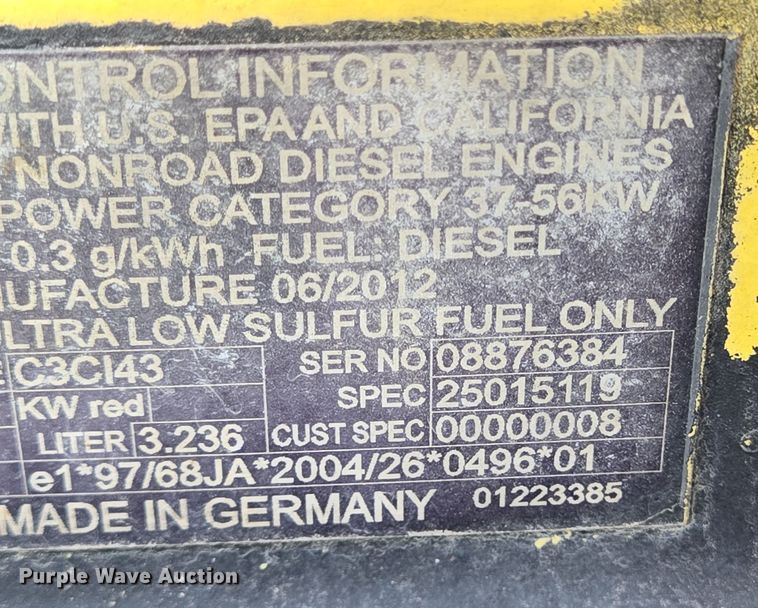 ONTROL INFORMATION
WITH U.S. EPA AND CALIFORNIA
NONROAD DIESEL ENGINES
POWER CATEGORY 37-56KW
0.3 g/kWh FUEL: DIESEL
NUFACTURE 06/2012
ULTRA LOW SULFUR FUEL ONLY
E C3CI43 SER NO 08876384
KW red SPEC 25015119
LITER 3.236 CUST SPEC 00000008
e1*97/68JA*2004/26*0496*01
MADE IN GERMANY 01223385
Purple Wave Auction